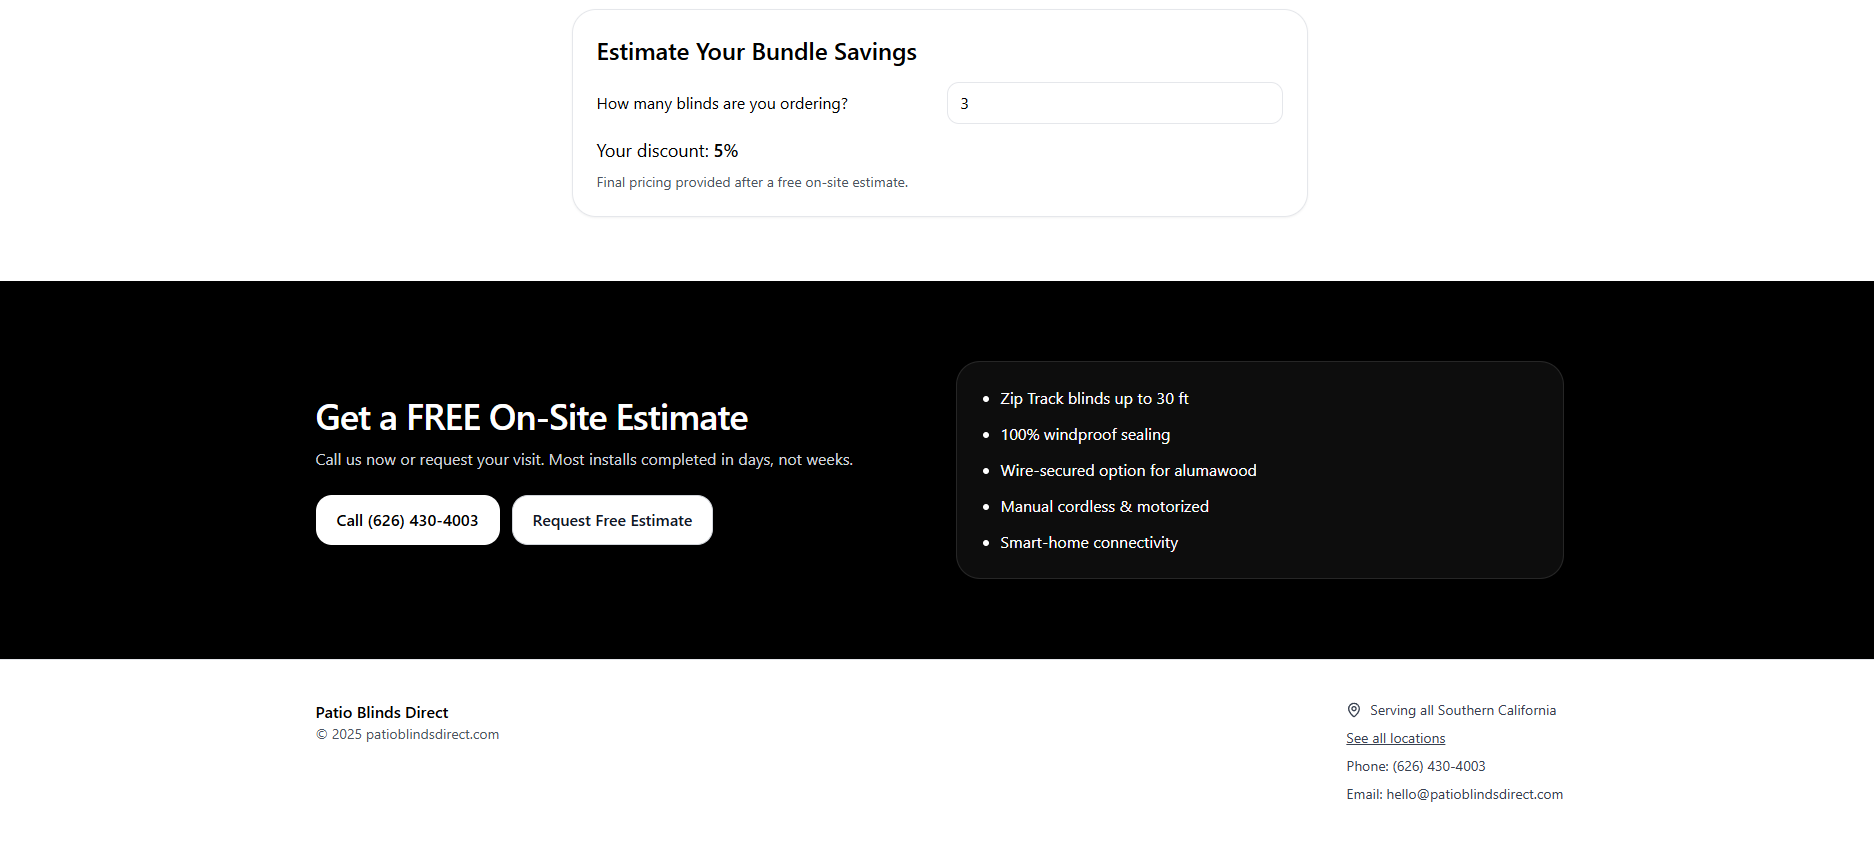 Estimate Your Bundle Savings
How many blinds are you ordering?
3
Your discount: 5%
Final pricing provided after a free on-site estimate.
Get a FREE On-Site Estimate
Call us now or request your visit. Most installs completed in days, not weeks.
Call (626) 430-4003
Request Free Estimate
Zip Track blinds up to 30 ft
100% windproof sealing
Wire-secured option for alumawood
Manual cordless & motorized
Smart-home connectivity
Patio Blinds Direct
© 2025 patioblindsdirect.com
Serving all Southern California
See all locations
Phone: (626) 430-4003
Email: hello@patioblindsdirect.com